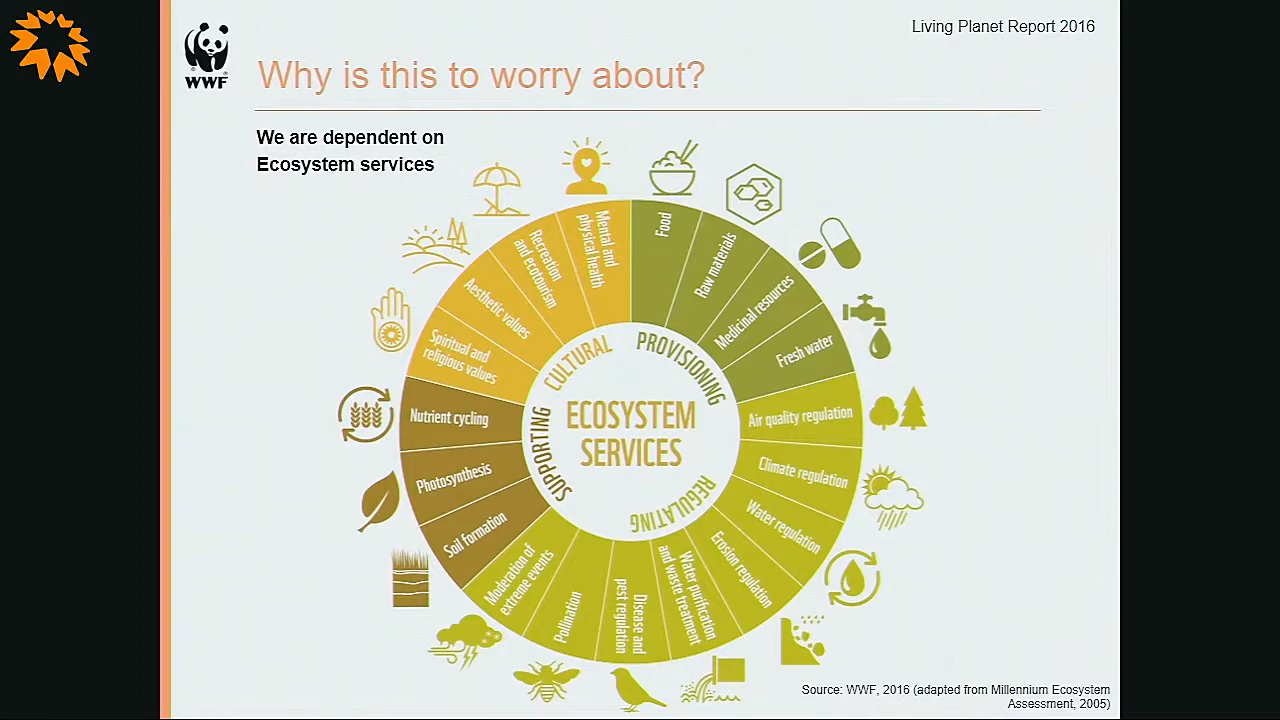 Living Planet Report 2016
WWF
Why is this to worry about?
We are dependent on
Ecosystem services
Mental and
physical health
Food
Raw materials
Medicinal resources
Fresh water
Air quality regulation
Climate regulation
Water regulation
Erosion regulation
Water purification
and waste treatment
Disease and
pest regulation
Pollination
Moderation of
extreme events
Soil formation
Photosynthesis
Nutrient cycling
Spiritual and
religious values
Aesthetic values
Recreation
and ecotourism
CULTURAL
PROVISIONING
REGULATING
SUPPORTING
ECOSYSTEM
SERVICES
Source: WWF, 2016 (adapted from Millennium Ecosystem
Assessment, 2005)